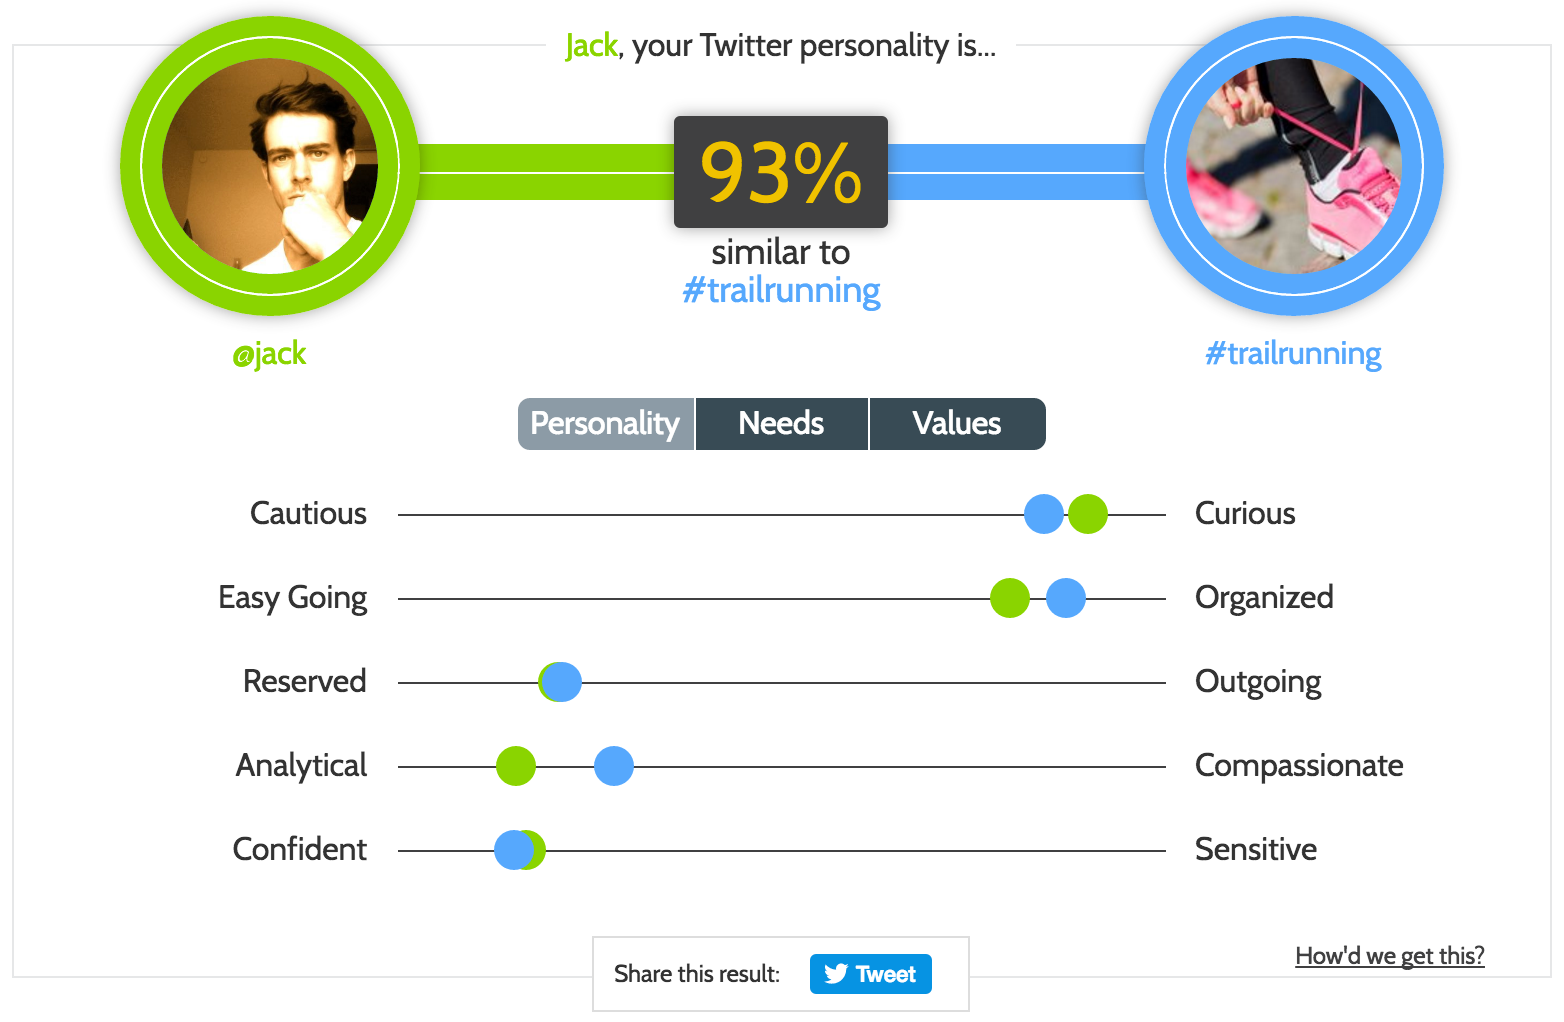 Jack, your Twitter personality is...
93%
similar to
#trailrunning
@jack
#trailrunning
Personality Needs Values
Cautious Curious
Easy Going Organized
Reserved Outgoing
Analytical Compassionate
Confident Sensitive
How'd we get this?
Share this result: Tweet